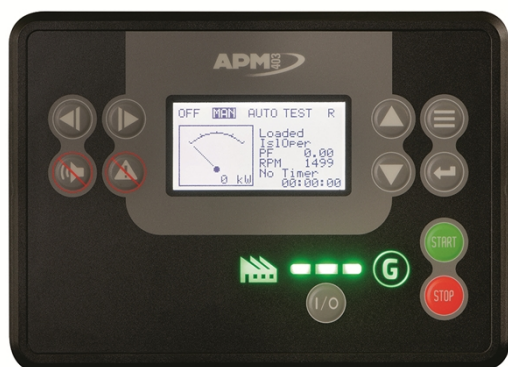 APM403
OFF MAN AUTO TEST R
Loaded
IslOper
PF 0.00
RPM 1499
No Timer
00:00:00
0 kW
START
G
I/O
STOP